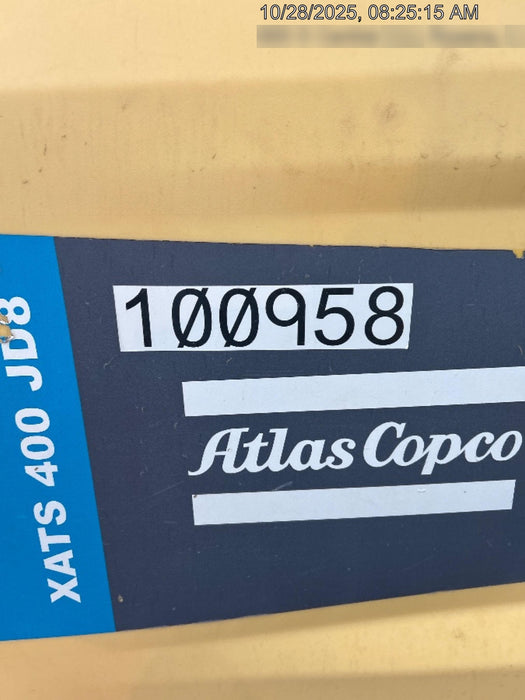 10/28/2025, 08:25:15 AM
100958
Atlas Copco
XATS 400 JD8